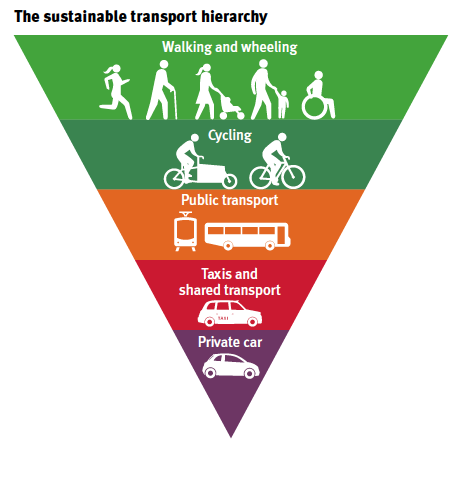 The sustainable transport hierarchy
Walking and wheeling
Cycling
Public transport
Taxis and
shared transport
TAXI
Private car